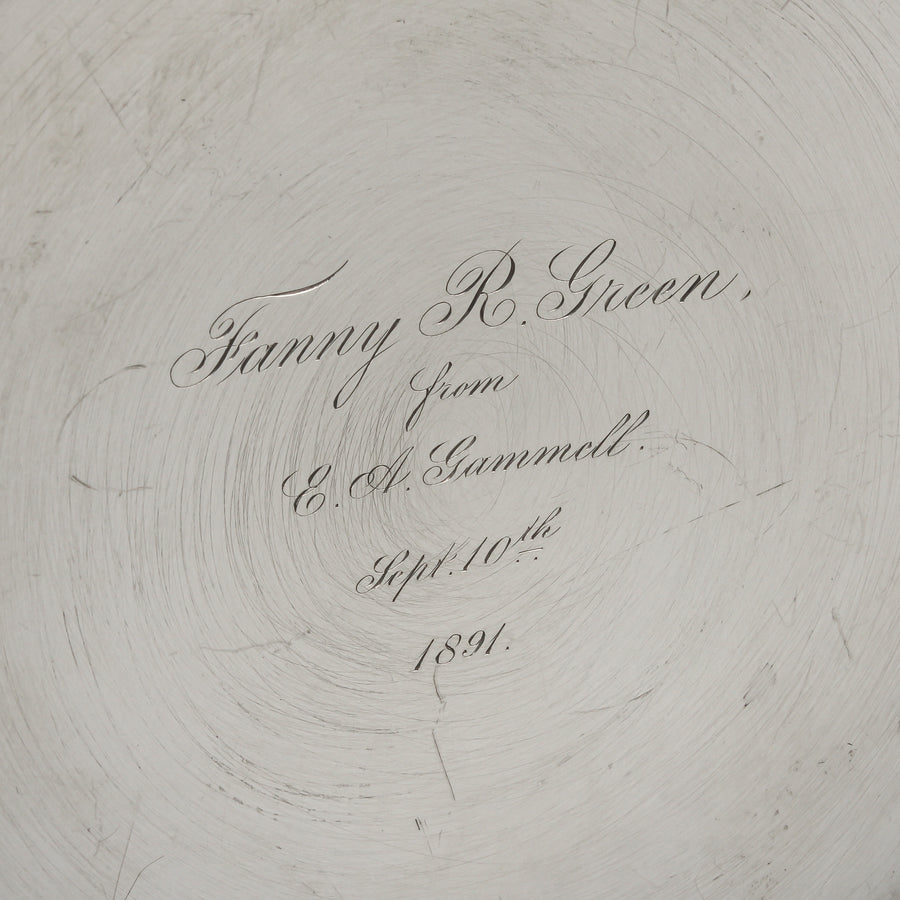 Fanny R. Green,
from
E. A. Gammell.
Sept. 10th
1891.